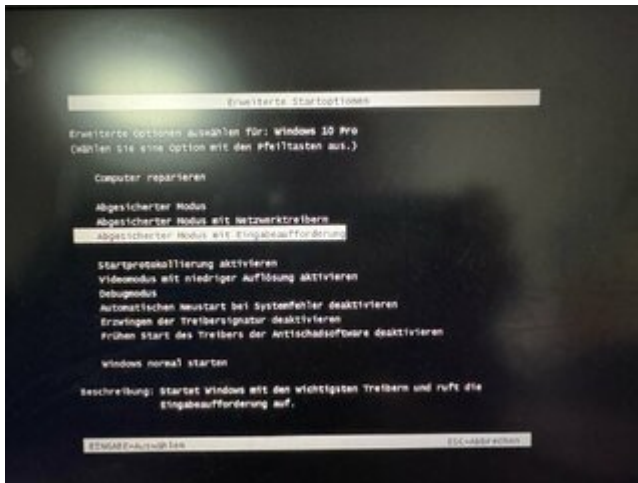 Erweiterte Startoptionen
Erweiterte Optionen auswählen für: Windows 10 Pro
(Wählen Sie eine Option mit den Pfeiltasten aus.)
Computer reparieren
Abgesicherter Modus
Abgesicherter Modus mit Netzwerktreibern
Abgesicherter Modus mit Eingabeaufforderung
Startprotokollierung aktivieren
Videomodus mit niedriger Auflösung aktivieren
Debugmodus
Automatischen Neustart bei Systemfehler deaktivieren
Erzwingen der Treibersignatur deaktivieren
Frühen Start des Treibers der Antischadsoftware deaktivieren
Windows normal starten
Beschreibung: Startet Windows mit den wichtigsten Treibern und ruft die
Eingabeaufforderung auf.
EINGABE=Auswählen ESC=Abbrechen